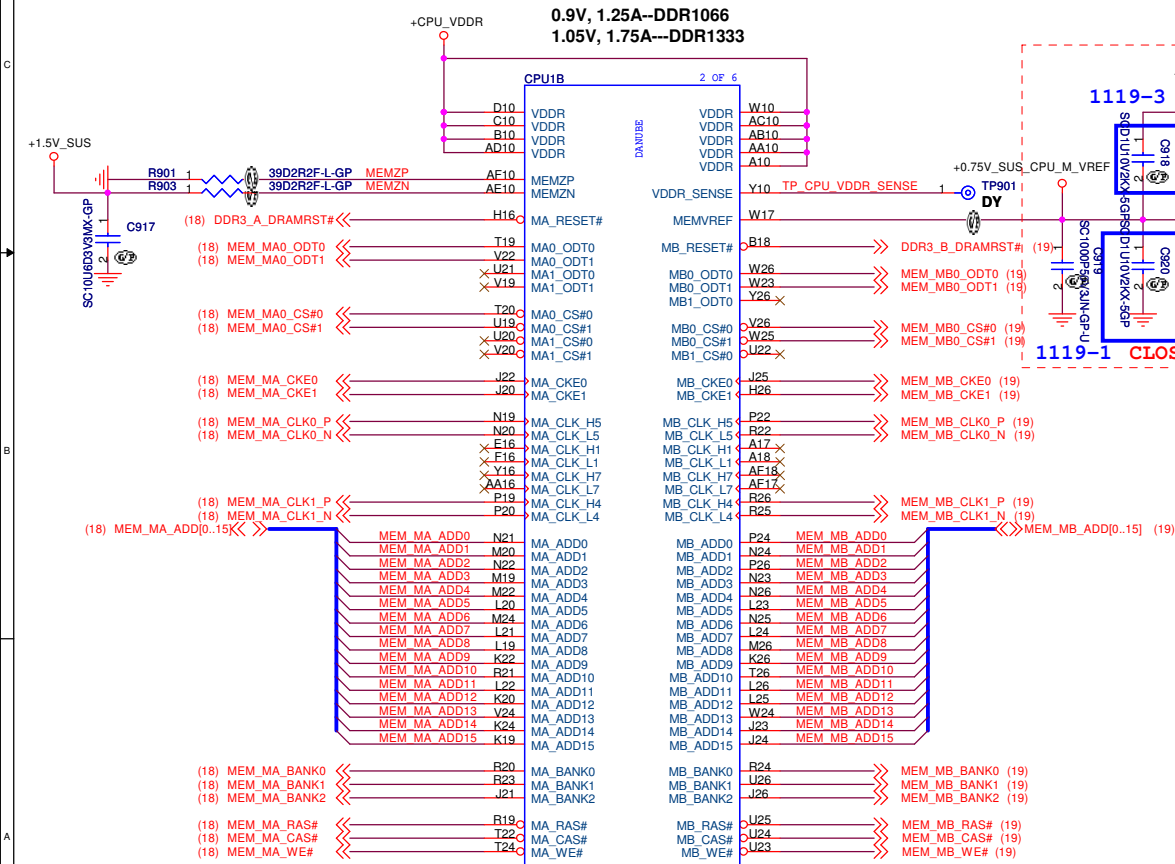 0.9V, 1.25A--DDR1066
1.05V, 1.75A---DDR1333
+CPU_VDDR
C
B
A
CPU1B
2 OF 6
DANUBE
+1.5V_SUS
R901 1
39D2R2F-L-GP
MEMZP
R903 1
39D2R2F-L-GP
MEMZN
1
C917
2
SC10U6D3V3MX-GP
D10 VDDR
C10 VDDR
B10 VDDR
AD10 VDDR
VDDR W10
VDDR AC10
VDDR AB10
VDDR AA10
VDDR A10
AF10 MEMZP
AE10 MEMZN
VDDR_SENSE Y10 TP_CPU_VDDR_SENSE 1 TP901
DY
+0.75V_SUS_CPU_M_VREF
MEMVREF W17
1119-3
C918
1
2
C919
1
2
SC1000P50V3JN-GP-U
C920
1
2
SCD1U10V2KX-5GP
SCD1U10V2KX-5GP
1119-1 CLOS
(18) DDR3_A_DRAMRST# H16 MA_RESET#
(18) MEM_MA0_ODT0 T19 MA0_ODT0
(18) MEM_MA0_ODT1 V22 MA0_ODT1
U21 MA1_ODT0
V19 MA1_ODT1
(18) MEM_MA0_CS#0 T20 MA0_CS#0
(18) MEM_MA0_CS#1 U19 MA0_CS#1
U20 MA1_CS#0
V20 MA1_CS#1
(18) MEM_MA_CKE0 J22 MA_CKE0
(18) MEM_MA_CKE1 J20 MA_CKE1
(18) MEM_MA_CLK0_P N19 MA_CLK_H5
(18) MEM_MA_CLK0_N N20 MA_CLK_L5
E16 MA_CLK_H1
F16 MA_CLK_L1
Y16 MA_CLK_H7
AA16 MA_CLK_L7
(18) MEM_MA_CLK1_P P19 MA_CLK_H4
(18) MEM_MA_CLK1_N P20 MA_CLK_L4
(18) MEM_MA_ADD[0..15]
MEM_MA_ADD0 N21 MA_ADD0
MEM_MA_ADD1 M20 MA_ADD1
MEM_MA_ADD2 N22 MA_ADD2
MEM_MA_ADD3 M19 MA_ADD3
MEM_MA_ADD4 M22 MA_ADD4
MEM_MA_ADD5 L20 MA_ADD5
MEM_MA_ADD6 M24 MA_ADD6
MEM_MA_ADD7 L21 MA_ADD7
MEM_MA_ADD8 L19 MA_ADD8
MEM_MA_ADD9 K22 MA_ADD9
MEM_MA_ADD10 R21 MA_ADD10
MEM_MA_ADD11 L22 MA_ADD11
MEM_MA_ADD12 K20 MA_ADD12
MEM_MA_ADD13 V24 MA_ADD13
MEM_MA_ADD14 K24 MA_ADD14
MEM_MA_ADD15 K19 MA_ADD15
(18) MEM_MA_BANK0 R20 MA_BANK0
(18) MEM_MA_BANK1 R23 MA_BANK1
(18) MEM_MA_BANK2 J21 MA_BANK2
(18) MEM_MA_RAS# R19 MA_RAS#
(18) MEM_MA_CAS# T22 MA_CAS#
(18) MEM_MA_WE# T24 MA_WE#
MB_RESET# B18 DDR3_B_DRAMRST# (19)
MB0_ODT0 W26 MEM_MB0_ODT0 (19)
MB0_ODT1 W23 MEM_MB0_ODT1 (19)
MB1_ODT0 Y26
MB0_CS#0 V26 MEM_MB0_CS#0 (19)
MB0_CS#1 W25 MEM_MB0_CS#1 (19)
MB1_CS#0 U22
MB_CKE0 J25 MEM_MB_CKE0 (19)
MB_CKE1 H26 MEM_MB_CKE1 (19)
MB_CLK_H5 P22 MEM_MB_CLK0_P (19)
MB_CLK_L5 R22 MEM_MB_CLK0_N (19)
MB_CLK_H1 A17
MB_CLK_L1 A18
MB_CLK_H7 AF18
MB_CLK_L7 AF17
MB_CLK_H4 R26 MEM_MB_CLK1_P (19)
MB_CLK_L4 R25 MEM_MB_CLK1_N (19)
MEM_MB_ADD[0..15] (19)
MB_ADD0 P24 MEM_MB_ADD0
MB_ADD1 N24 MEM_MB_ADD1
MB_ADD2 P26 MEM_MB_ADD2
MB_ADD3 N23 MEM_MB_ADD3
MB_ADD4 N26 MEM_MB_ADD4
MB_ADD5 L23 MEM_MB_ADD5
MB_ADD6 N25 MEM_MB_ADD6
MB_ADD7 L24 MEM_MB_ADD7
MB_ADD8 M26 MEM_MB_ADD8
MB_ADD9 K26 MEM_MB_ADD9
MB_ADD10 T26 MEM_MB_ADD10
MB_ADD11 L26 MEM_MB_ADD11
MB_ADD12 L25 MEM_MB_ADD12
MB_ADD13 W24 MEM_MB_ADD13
MB_ADD14 J23 MEM_MB_ADD14
MB_ADD15 J24 MEM_MB_ADD15
MB_BANK0 R24 MEM_MB_BANK0 (19)
MB_BANK1 U26 MEM_MB_BANK1 (19)
MB_BANK2 J26 MEM_MB_BANK2 (19)
MB_RAS# U25 MEM_MB_RAS# (19)
MB_CAS# U24 MEM_MB_CAS# (19)
MB_WE# U23 MEM_MB_WE# (19)